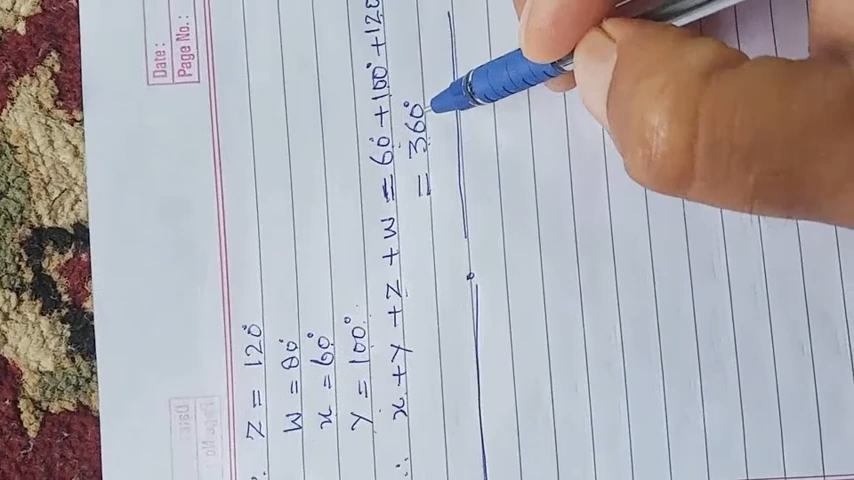 Date :
Page No. :
∴ z = 120°
w = 80°
x = 60°
y = 100°
∴ x + y + z + w = 60 + 100° + 120
= 360°